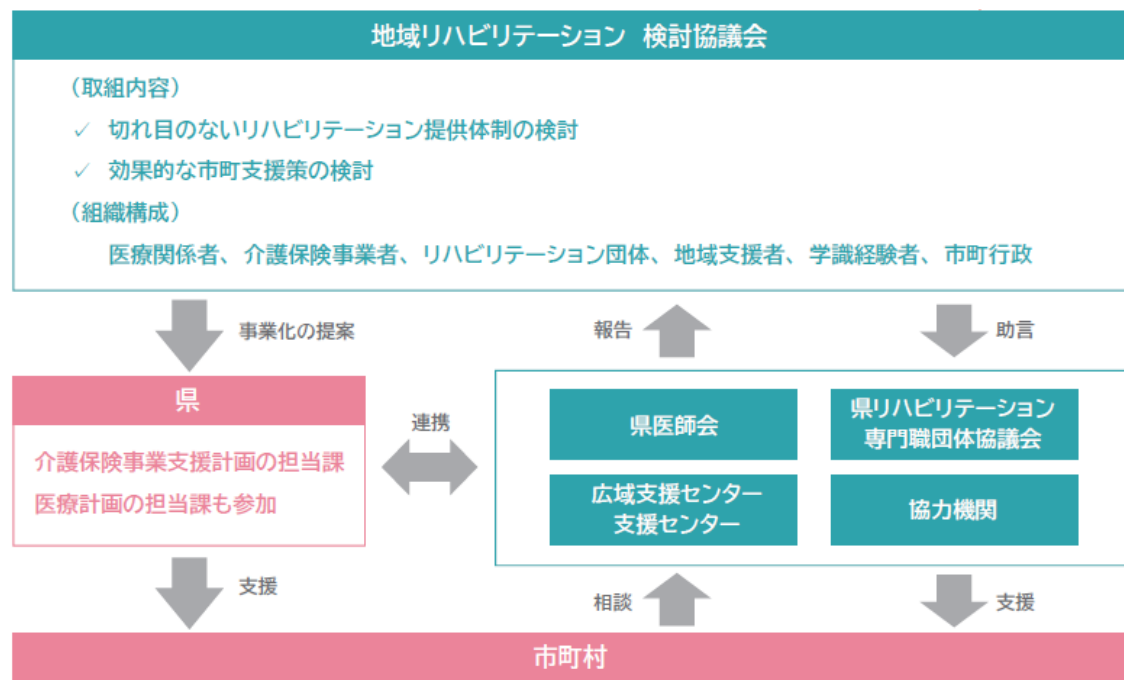 地域リハビリテーション 検討協議会
（取組内容）
✓ 切れ目のないリハビリテーション提供体制の検討
✓ 効果的な市町支援策の検討
（組織構成）
医療関係者、介護保険事業者、リハビリテーション団体、地域支援者、学識経験者、市町行政
事業化の提案
報告
助言
県
介護保険事業支援計画の担当課
医療計画の担当課も参加
連携
県医師会
県リハビリテーション
専門職団体協議会
広域支援センター
支援センター
協力機関
支援
相談
支援
市町村